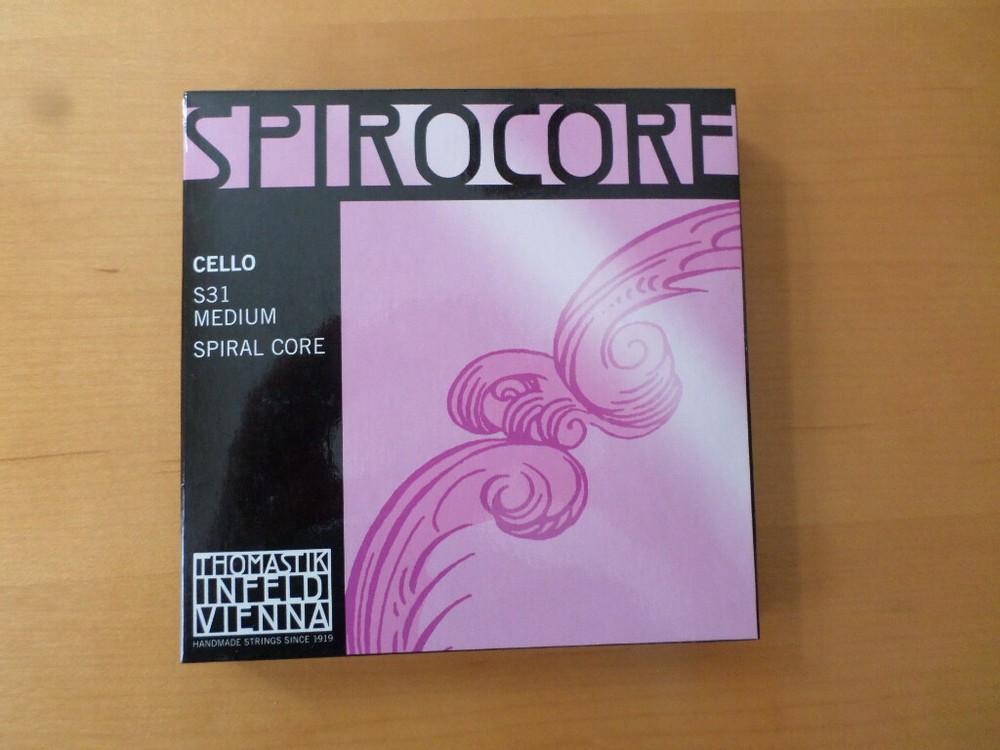 SPIROCORE
CELLO
S31
MEDIUM
SPIRAL CORE
THOMASTIK
INFELD
VIENNA
HANDMADE STRINGS SINCE 1919